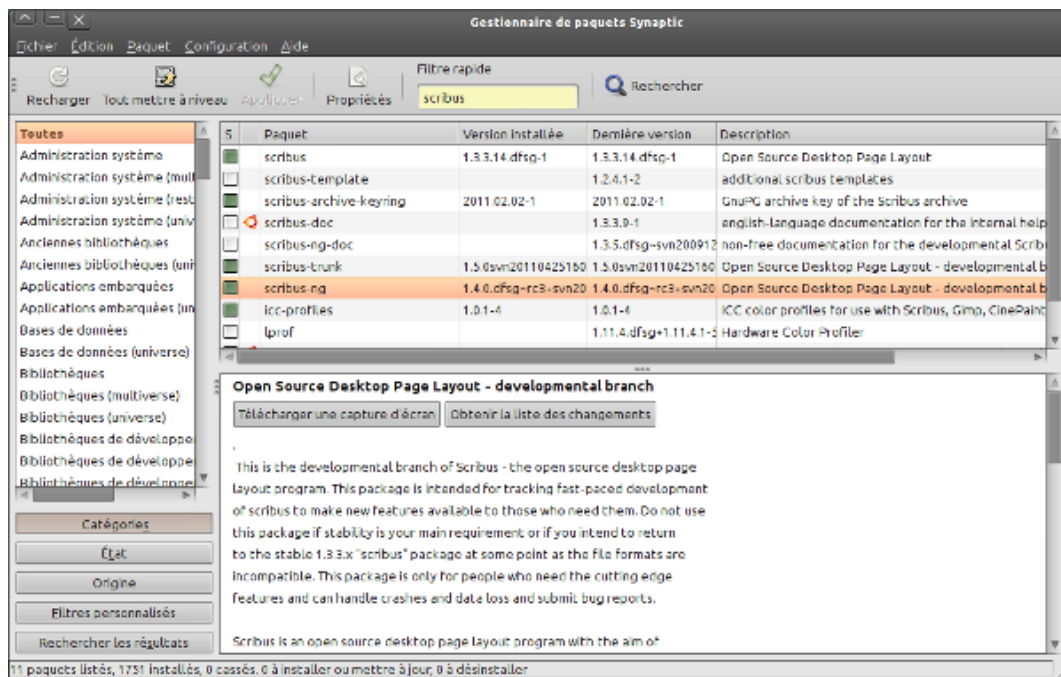 Gestionnaire de paquets Synaptic
Fichier Édition Paquet Configuration Aide
Recharger Tout mettre à niveau Appliquer Propriétés
Filtre rapide
scribus
Rechercher
Toutes
Administration système
Administration système (mult
Administration système (rest
Administration système (univ
Anciennes bibliothèques
Anciennes bibliothèques (uni
Applications embarquées
Applications embarquées (un
Bases de données
Bases de données (universe)
Bibliothèques
Bibliothèques (multiverse)
Bibliothèques (universe)
Bibliothèques de développe
Bibliothèques de développe
Bibliothèques de développe
Catégories
État
Origine
Filtres personnalisés
Rechercher les résultats
S Paquet Version installée Dernière version Description
scribus 1.3.3.14.dfsg-1 1.3.3.14.dfsg-1 Open Source Desktop Page Layout
scribus-template 1.2.4.1-2 additional scribus templates
scribus-archive-keyring 2011.02.02-1 2011.02.02-1 GnuPG archive key of the Scribus archive
scribus-doc 1.3.3.9-1 english-language documentation for the internal help
scribus-ng-doc 1.3.5.dfsg~svn200912 non-free documentation for the developmental Scrib
scribus-trunk 1.5.0svn20110425160 1.5.0svn20110425160 Open Source Desktop Page Layout - developmental b
scribus-ng 1.4.0.dfsg~rc3+svn20 1.4.0.dfsg~rc3+svn20 Open Source Desktop Page Layout - developmental b
icc-profiles 1.0.1-4 1.0.1-4 ICC color profiles for use with Scribus, Gimp, CinePaint
lprof 1.11.4.dfsg+1.11.4.1-5 Hardware Color Profiler
Open Source Desktop Page Layout - developmental branch
Télécharger une capture d'écran Obtenir la liste des changements
This is the developmental branch of Scribus - the open source desktop page
layout program. This package is intended for tracking fast-paced development
of scribus to make new features available to those who need them. Do not use
this package if stability is your main requirement or if you intend to return
to the stable 1.3.3.x "scribus" package at some point as the file formats are
incompatible. This package is only for people who need the cutting edge
features and can handle crashes and data loss and submit bug reports.
Scribus is an open source desktop page layout program with the aim of
11 paquets listés, 1751 installés, 0 cassés. 0 à installer ou mettre à jour, 0 à désinstaller